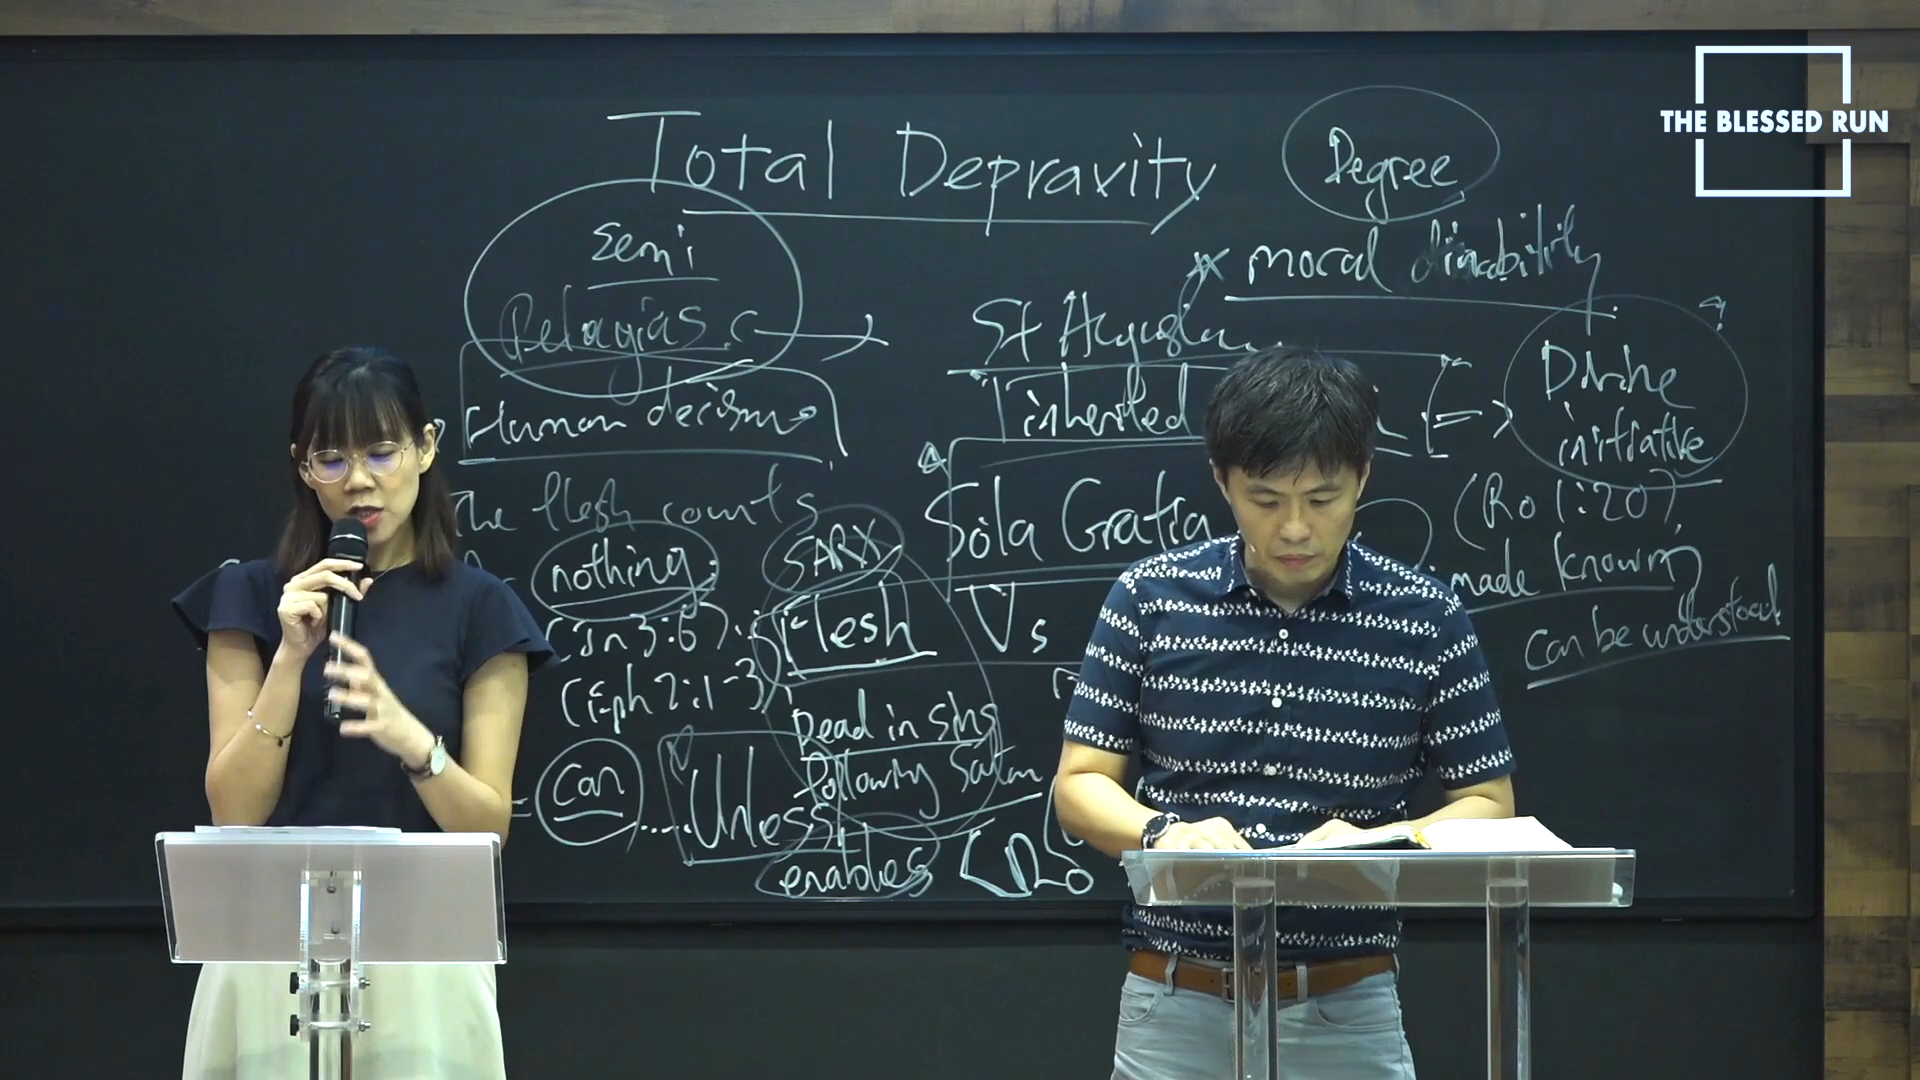 THE BLESSED RUN
Total Depravity
Degree
Semi
Pelagias
* moral inability
St Augustin
Human decision
inherited
=> Divine
initiative
The flesh counts
nothing
SARX
Sola Gratia
(Ro 1:20)
made known
(Jn 3:6)
Flesh
Vs
can be understood
(Eph 2:1-3)
Dead in sins
Following Satan
can .... Unless
enables